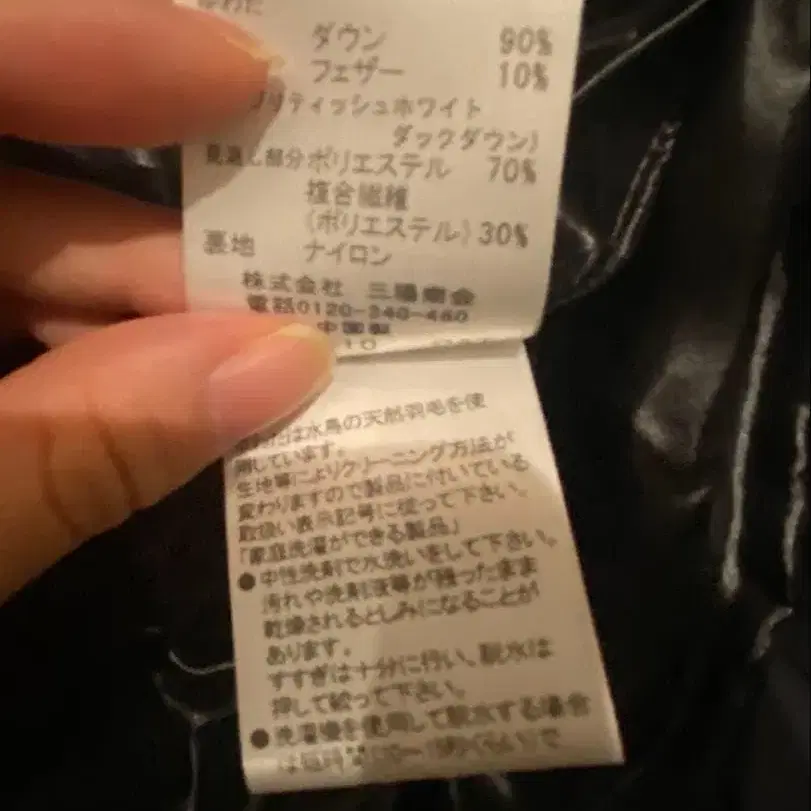 ダウン 90%
フェザー 10%
リティッシュホワイト
ダックダウン)
見返し部分 ポリエステル 70%
複合繊維
(ポリエステル) 30%
裏地 ナイロン
株式会社 三陽商会
電話0120-340-460
中国製
は水鳥の天然羽毛を使
用しています。
生地等によりクリーニング方法が
変わりますので製品に付いている
取扱い表示記号に従って下さい。
「家庭洗濯ができる製品」
●中性洗剤で水洗いをして下さい。
汚れや洗剤液等が残ったまま
乾燥されるとしみになることが
あります。
すすぎは十分に行い、脱水は
押して絞って下さい。
●洗濯機を使用して脱水する場合
は短時